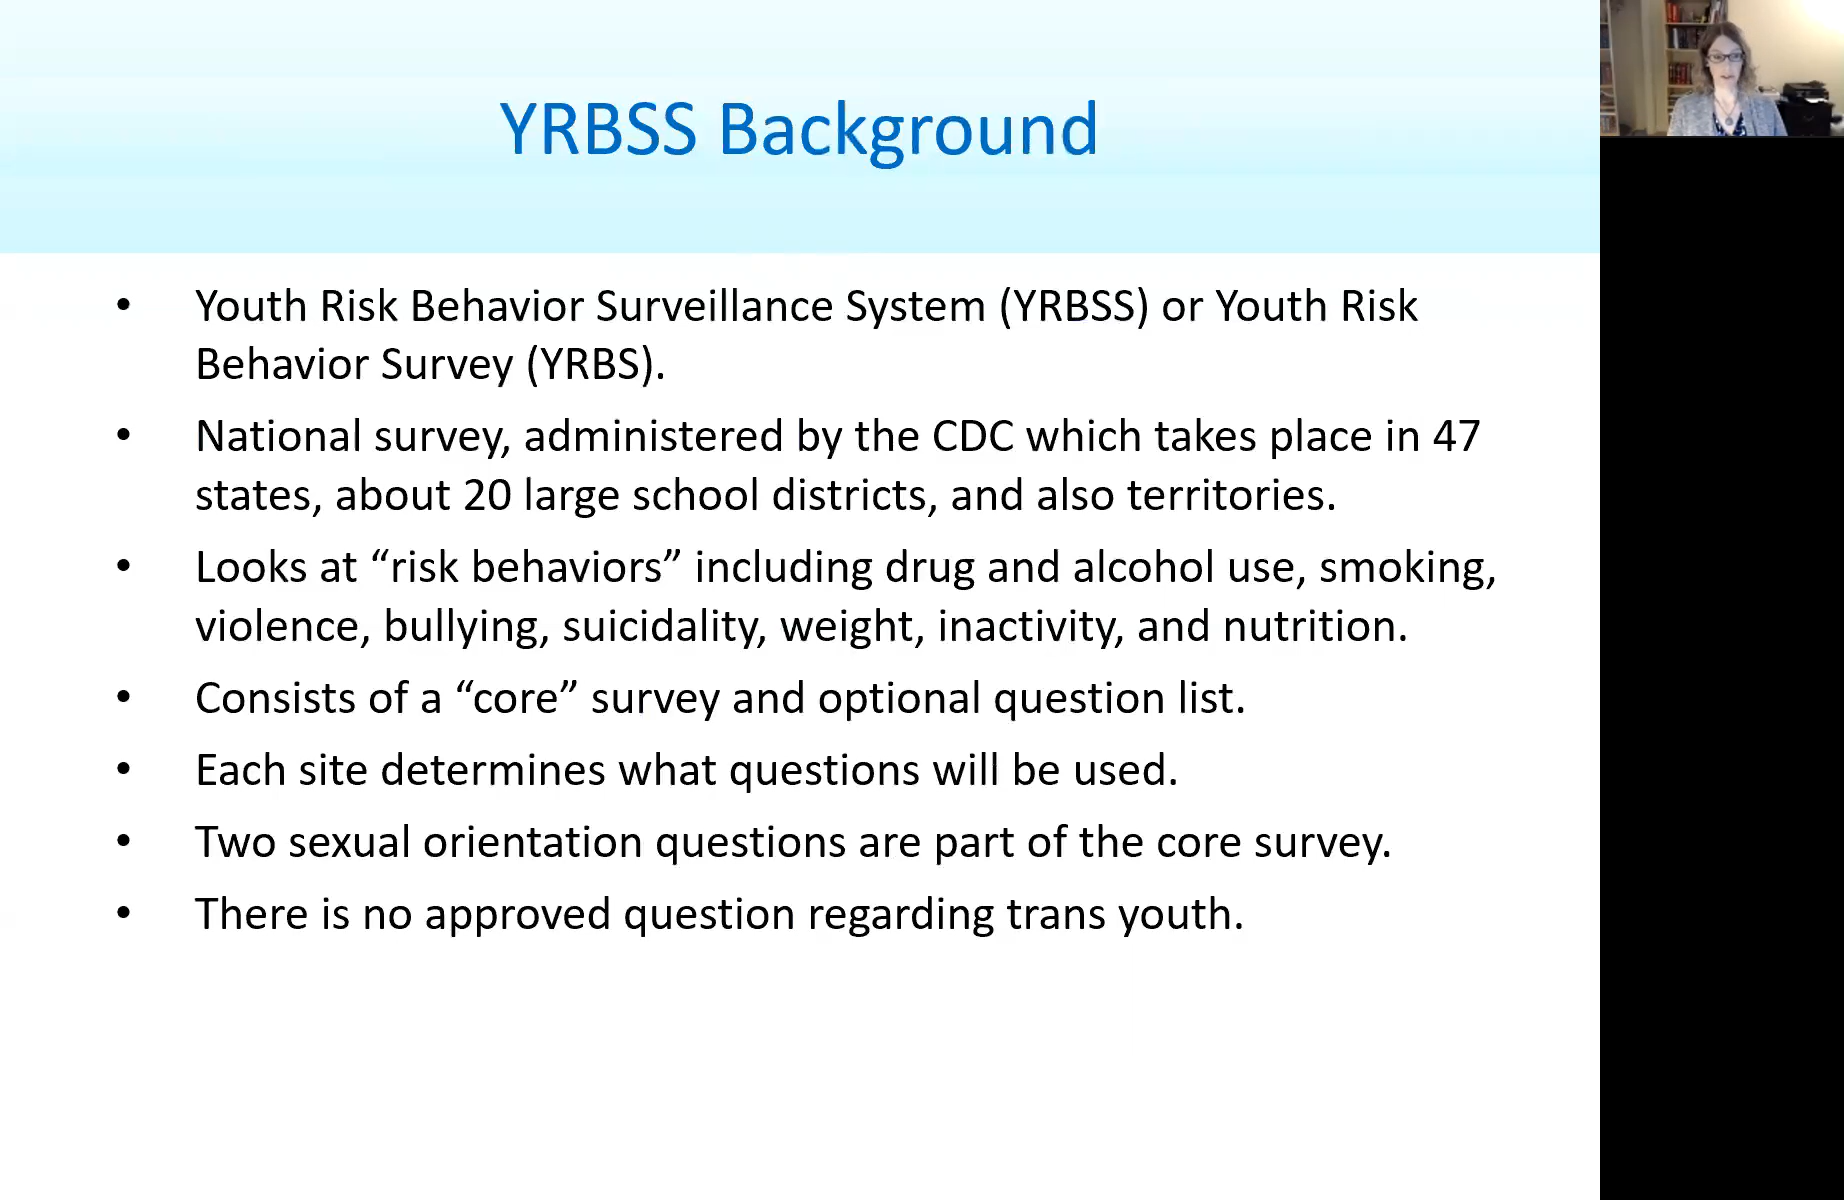 YRBSS Background
• Youth Risk Behavior Surveillance System (YRBSS) or Youth Risk
Behavior Survey (YRBS).
• National survey, administered by the CDC which takes place in 47
states, about 20 large school districts, and also territories.
• Looks at “risk behaviors” including drug and alcohol use, smoking,
violence, bullying, suicidality, weight, inactivity, and nutrition.
• Consists of a “core” survey and optional question list.
• Each site determines what questions will be used.
• Two sexual orientation questions are part of the core survey.
• There is no approved question regarding trans youth.